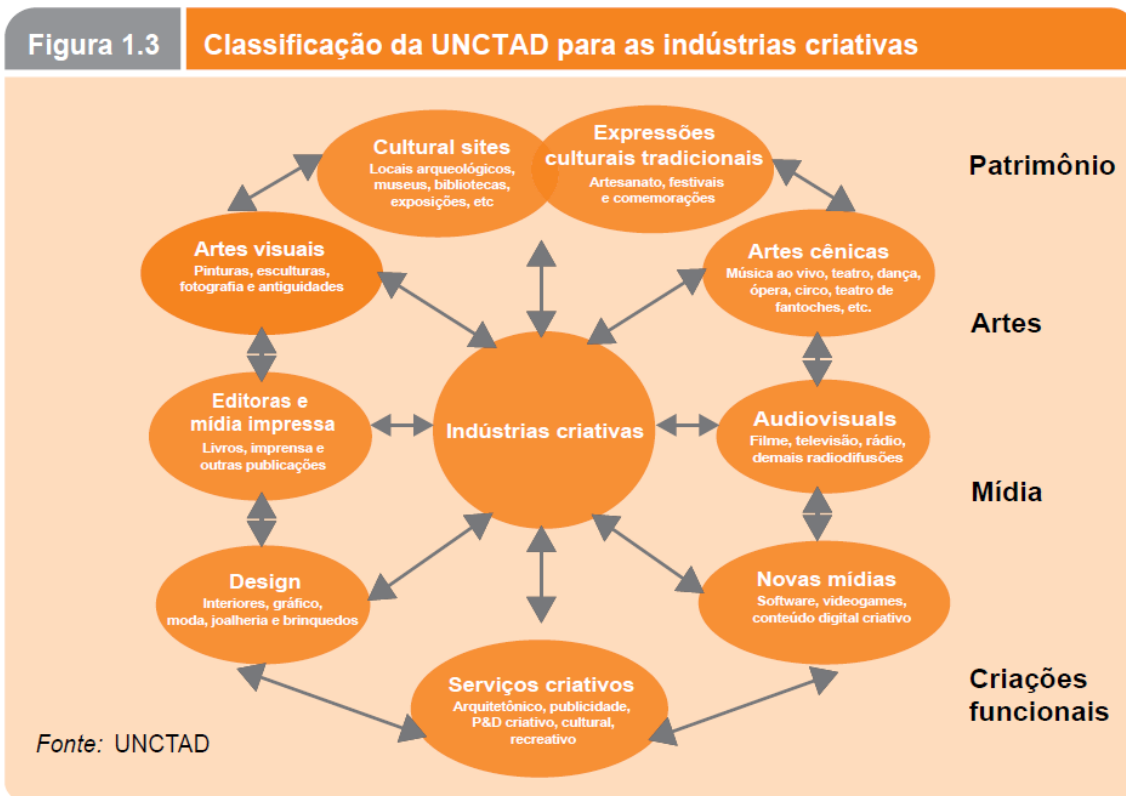 Figura 1.3
Classificação da UNCTAD para as indústrias criativas
Cultural sites
Locais arqueológicos,
museus, bibliotecas,
exposições, etc
Expressões
culturais tradicionais
Artesanato, festivais
e comemorações
Patrimônio
Artes visuais
Pinturas, esculturas,
fotografia e antiguidades
Artes cênicas
Música ao vivo, teatro, dança,
ópera, circo, teatro de
fantoches, etc.
Artes
Editoras e
mídia impressa
Livros, imprensa e
outras publicações
Indústrias criativas
Audiovisuals
Filme, televisão, rádio,
demais radiodifusões
Mídia
Design
Interiores, gráfico,
moda, joalheria e brinquedos
Novas mídias
Software, videogames,
conteúdo digital criativo
Serviços criativos
Arquitetônico, publicidade,
P&D criativo, cultural,
recreativo
Criações
funcionais
Fonte: UNCTAD